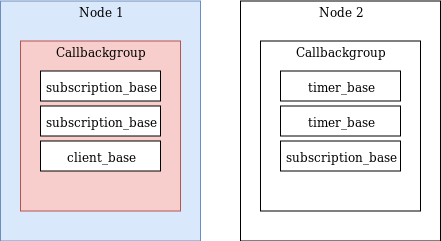 Node 1
Callbackgroup
subscription_base
subscription_base
client_base
Node 2
Callbackgroup
timer_base
timer_base
subscription_base